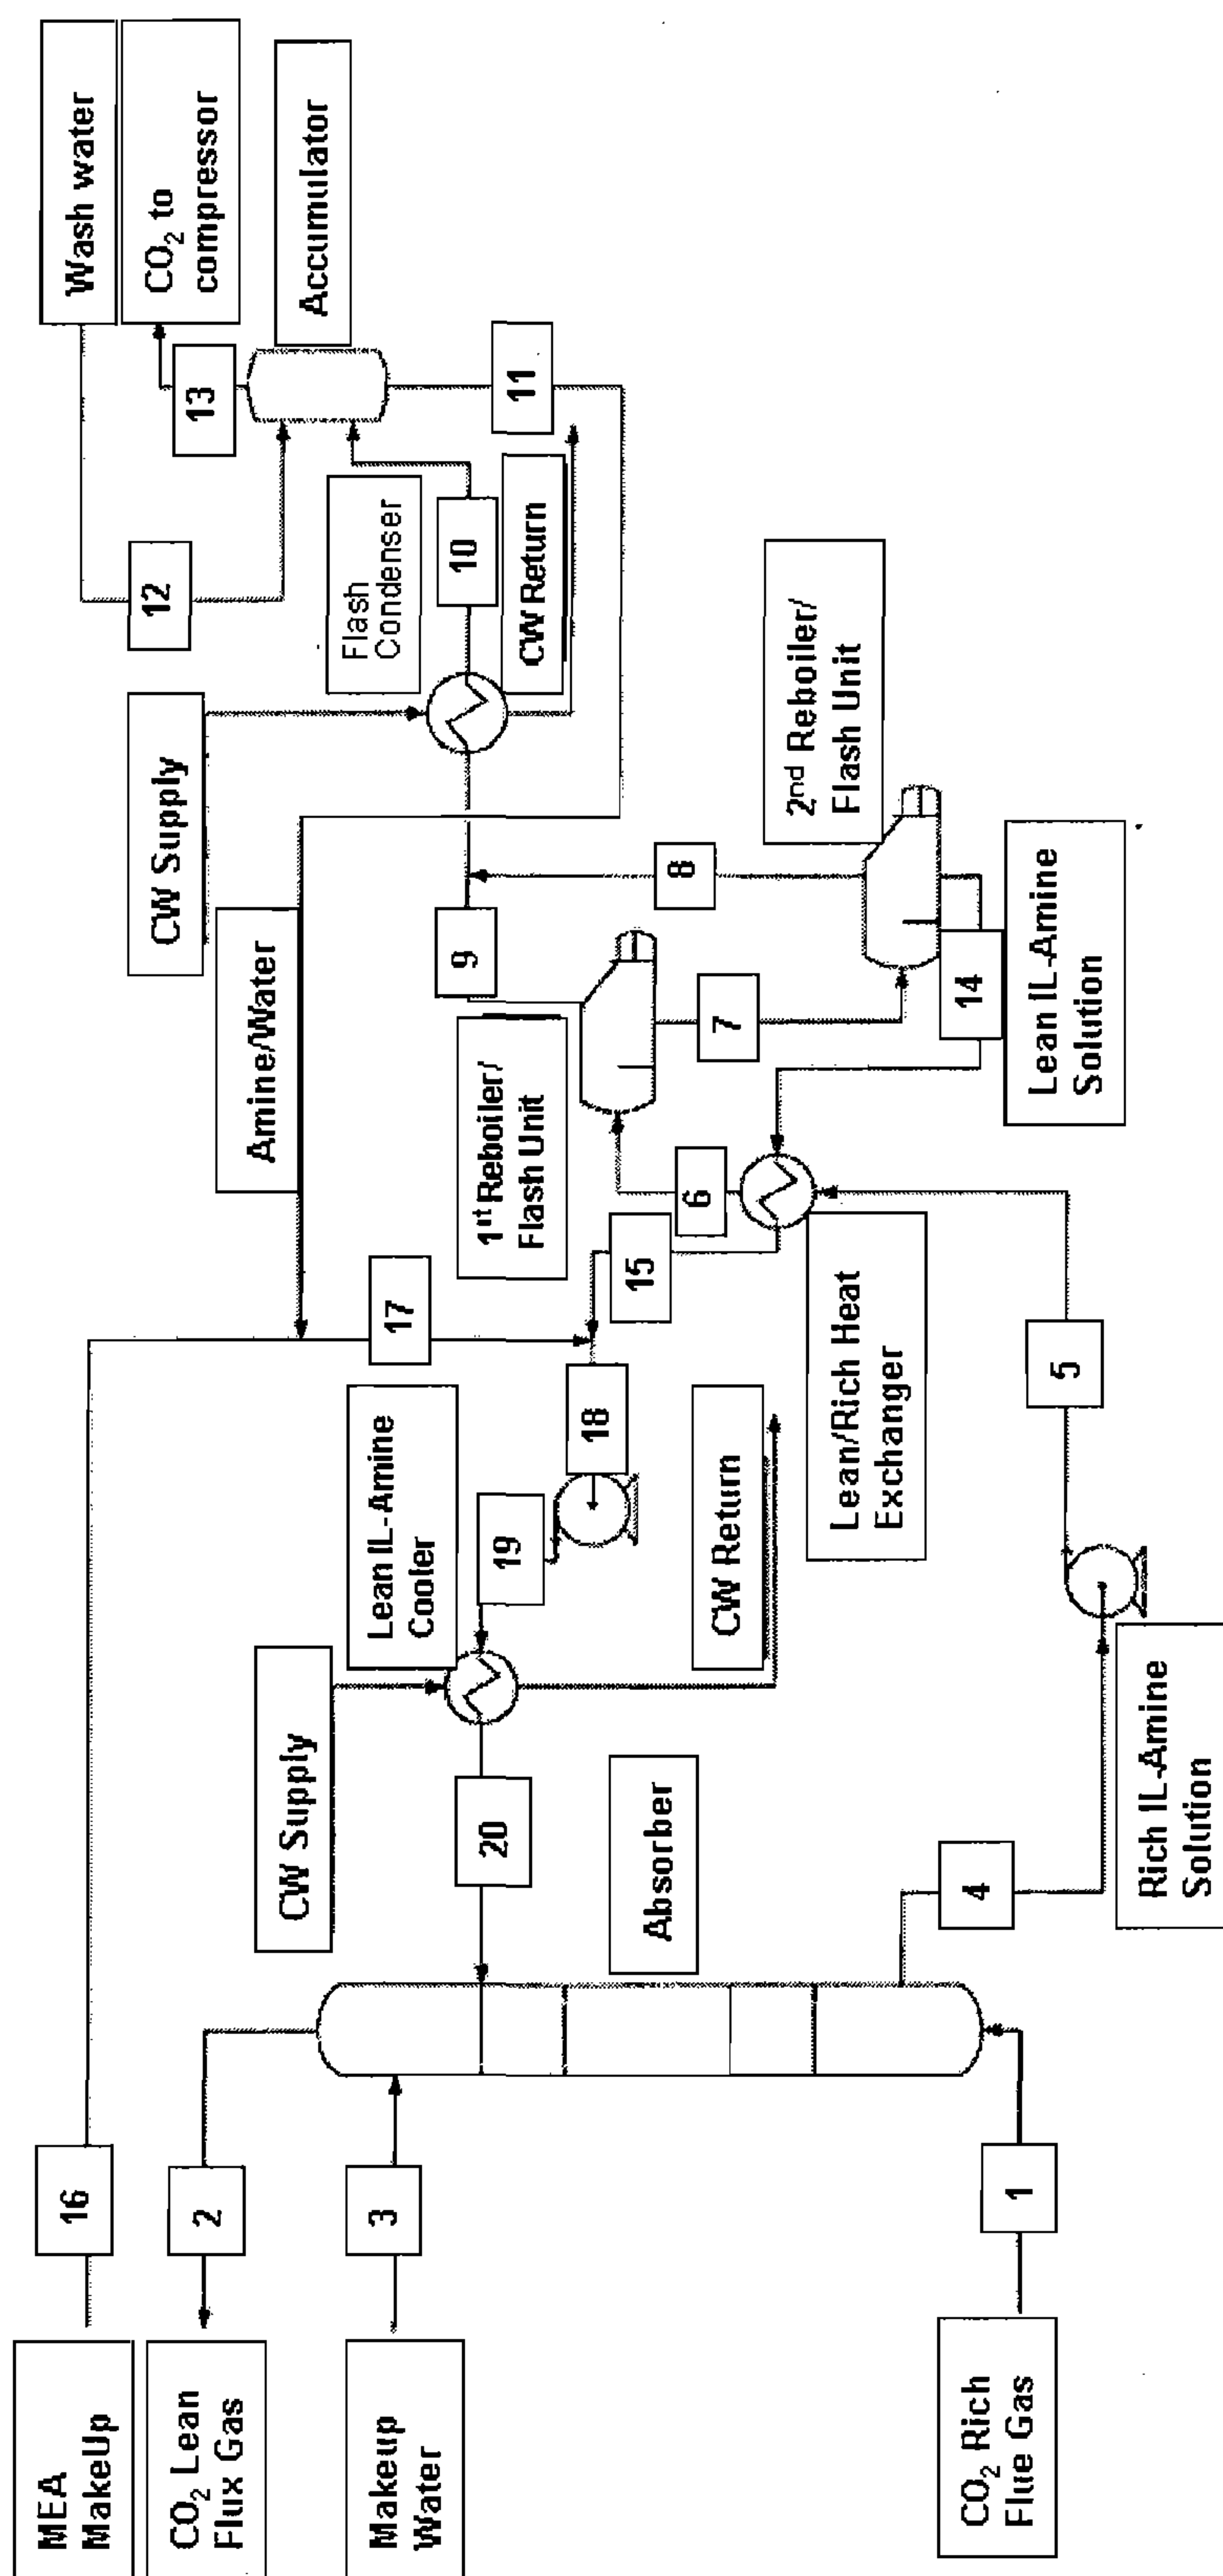 MEA
MakeUp
16
CO₂ Lean
Flux Gas
2
Makeup
Water
3
CO₂ Rich
Flue Gas
1
Absorber
4
Rich IL-Amine
Solution
5
Lean/Rich Heat
Exchanger
CW Supply
20
Lean IL-Amine
Cooler
CW Return
19
18
17
15
6
Amine/Water
1st Reboiler/
Flash Unit
7
14
Lean IL-Amine
Solution
2nd Reboiler/
Flash Unit
8
9
CW Supply
Flash
Condenser
10
CW Return
11
12
13
Accumulator
Wash water
CO₂ to
compressor